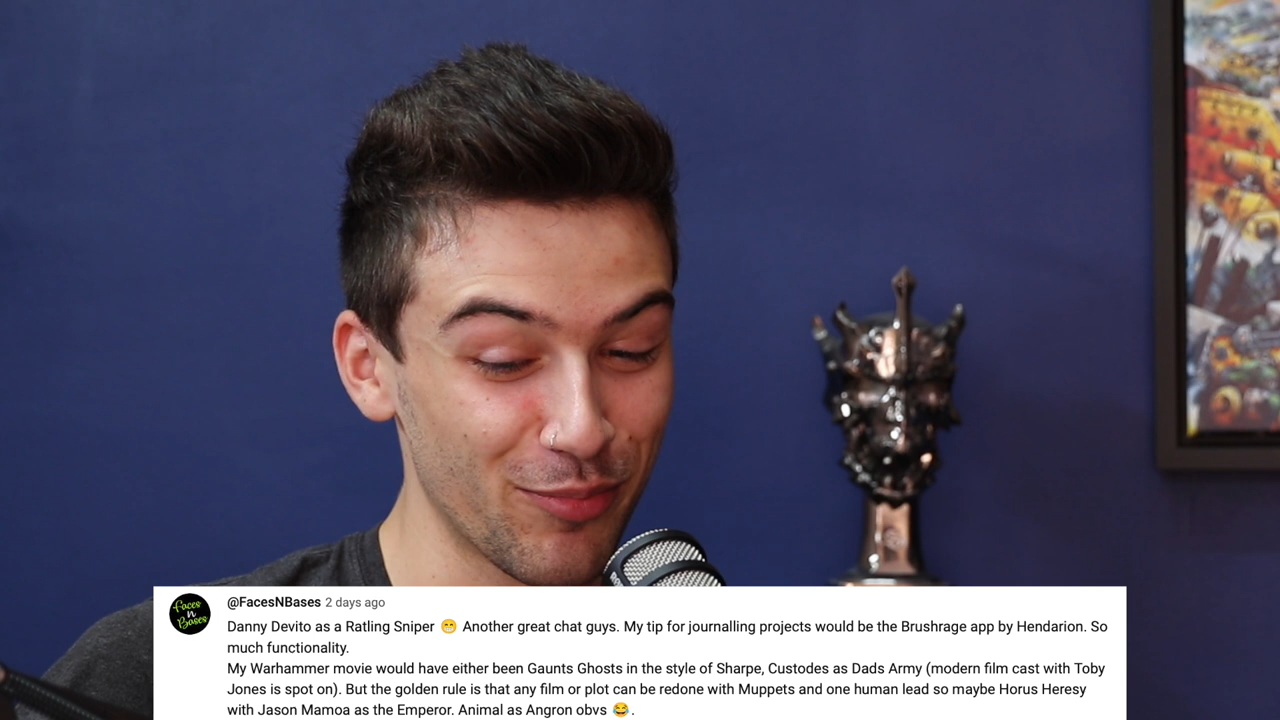 Faces
n
Bases
@FacesNBases 2 days ago
Danny Devito as a Ratling Sniper 😁 Another great chat guys. My tip for journalling projects would be the Brushrage app by Hendarion. So
much functionality.
My Warhammer movie would have either been Gaunts Ghosts in the style of Sharpe, Custodes as Dads Army (modern film cast with Toby
Jones is spot on). But the golden rule is that any film or plot can be redone with Muppets and one human lead so maybe Horus Heresy
with Jason Mamoa as the Emperor. Animal as Angron obvs 😂.